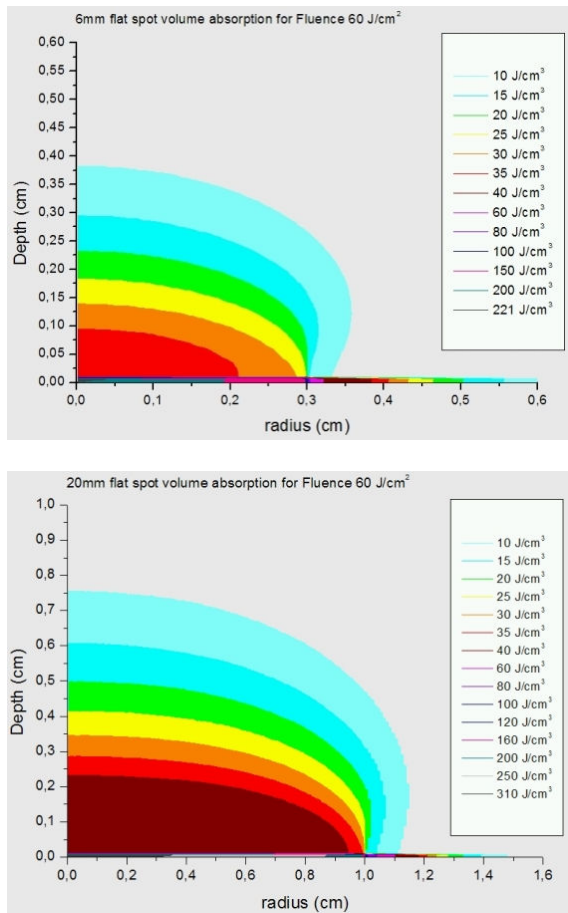 6mm flat spot volume absorption for Fluence 60 J/cm²
0,60
0,55
0,50
0,45
0,40
0,35
0,30
0,25
0,20
0,15
0,10
0,05
0,00
Depth (cm)
10 J/cm³
15 J/cm³
20 J/cm³
25 J/cm³
30 J/cm³
35 J/cm³
40 J/cm³
60 J/cm³
80 J/cm³
100 J/cm³
150 J/cm³
200 J/cm³
221 J/cm³
0,0 0,1 0,2 0,3 0,4 0,5 0,6
radius (cm)
20mm flat spot volume absorption for Fluence 60 J/cm²
1,0
0,9
0,8
0,7
0,6
0,5
0,4
0,3
0,2
0,1
0,0
Depth (cm)
10 J/cm³
15 J/cm³
20 J/cm³
25 J/cm³
30 J/cm³
35 J/cm³
40 J/cm³
60 J/cm³
80 J/cm³
100 J/cm³
120 J/cm³
160 J/cm³
200 J/cm³
250 J/cm³
310 J/cm³
0,0 0,2 0,4 0,6 0,8 1,0 1,2 1,4 1,6
radius (cm)